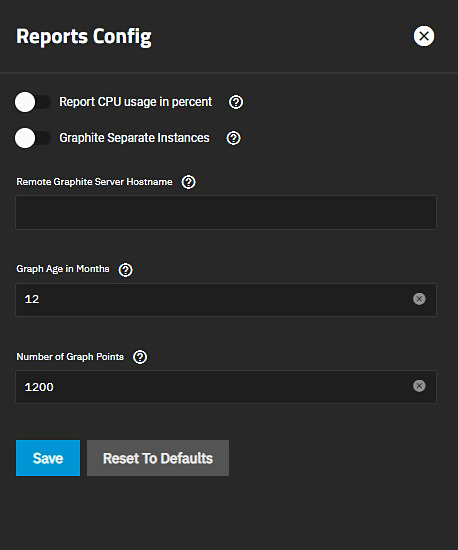 Reports Config
Report CPU usage in percent
Graphite Separate Instances
Remote Graphite Server Hostname
Graph Age in Months
12
Number of Graph Points
1200
Save Reset To Defaults